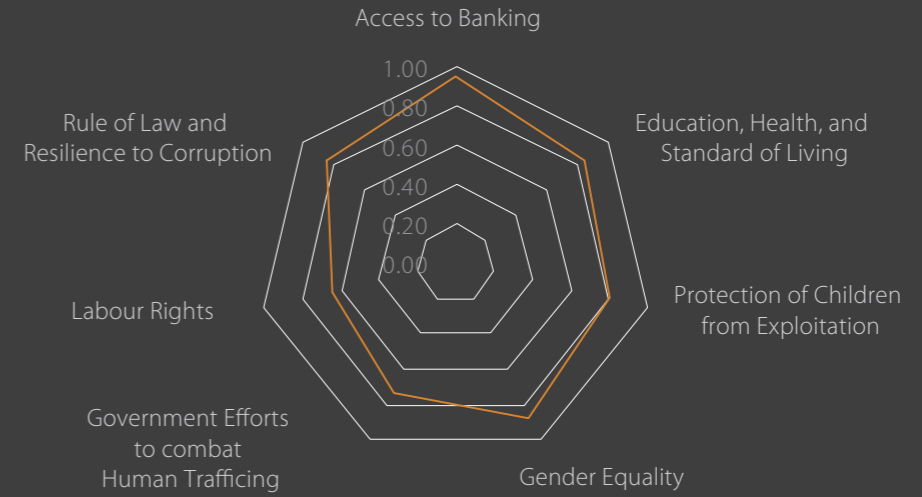 Access to Banking
1.00
0.80
0.60
0.40
0.20
0.00
Education, Health, and
Standard of Living
Protection of Children
from Exploitation
Gender Equality
Government Efforts
to combat
Human Trafficing
Labour Rights
Rule of Law and
Resilience to Corruption